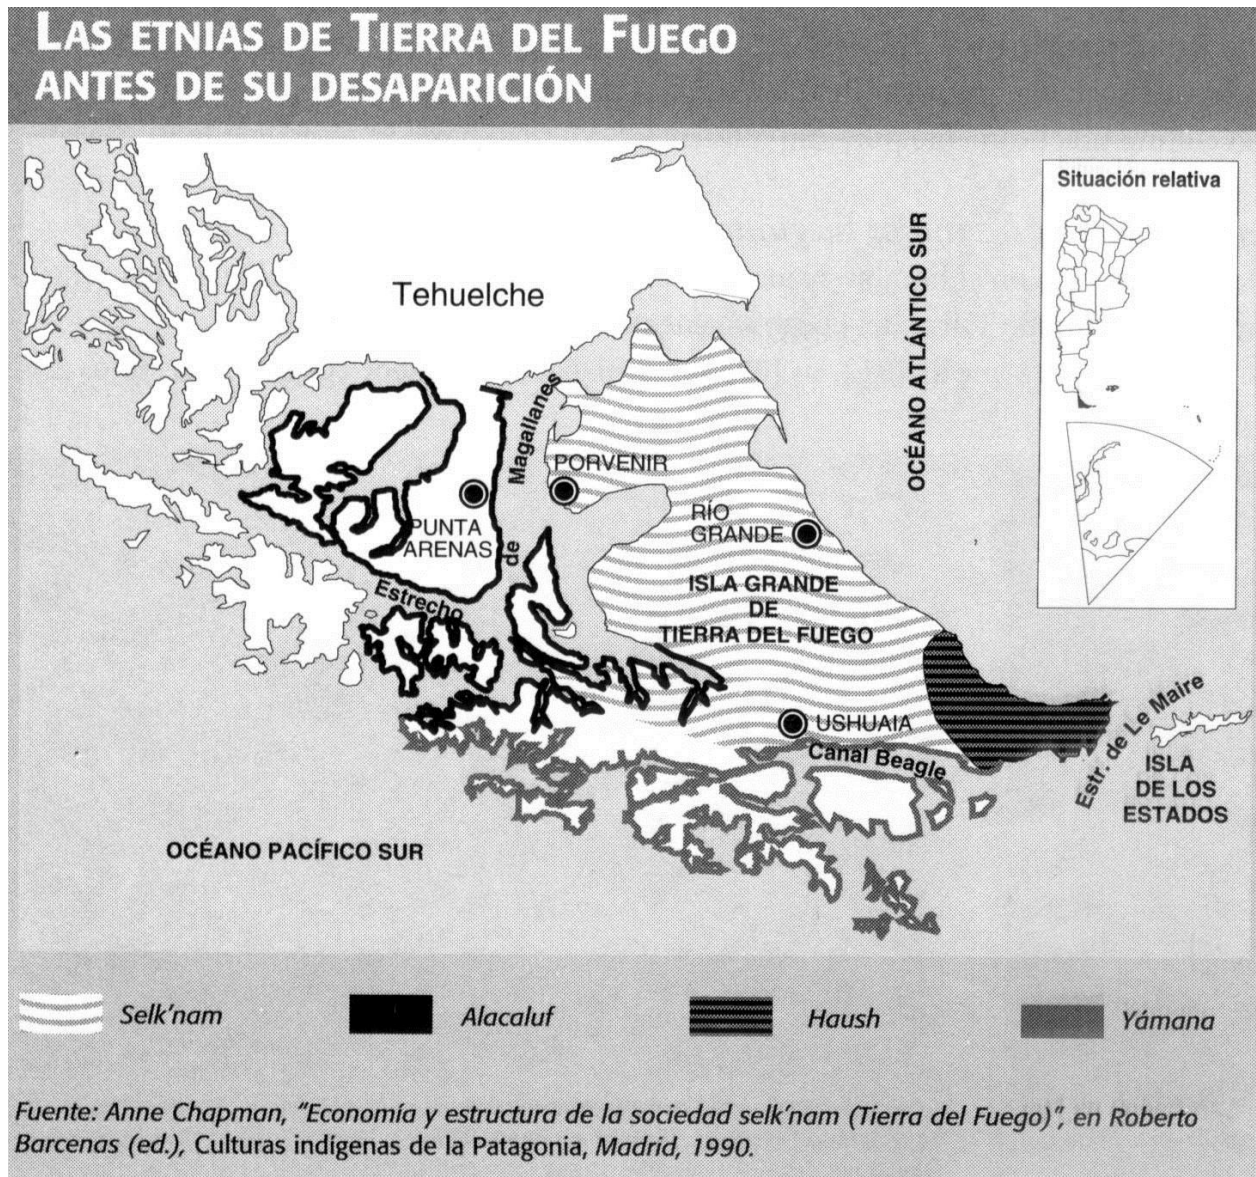 LAS ETNIAS DE TIERRA DEL FUEGO
ANTES DE SU DESAPARICIÓN
Situación relativa
OCÉANO ATLÁNTICO SUR
Tehuelche
Estrecho de Magallanes
PORVENIR
PUNTA
ARENAS
RÍO
GRANDE
ISLA GRANDE
DE
TIERRA DEL FUEGO
USHUAIA
Canal Beagle
Estr. de Le Maire
ISLA
DE LOS
ESTADOS
OCÉANO PACÍFICO SUR
Selk'nam
Alacaluf
Haush
Yámana
Fuente: Anne Chapman, "Economía y estructura de la sociedad selk'nam (Tierra del Fuego)", en Roberto
Barcenas (ed.), Culturas indígenas de la Patagonia, Madrid, 1990.